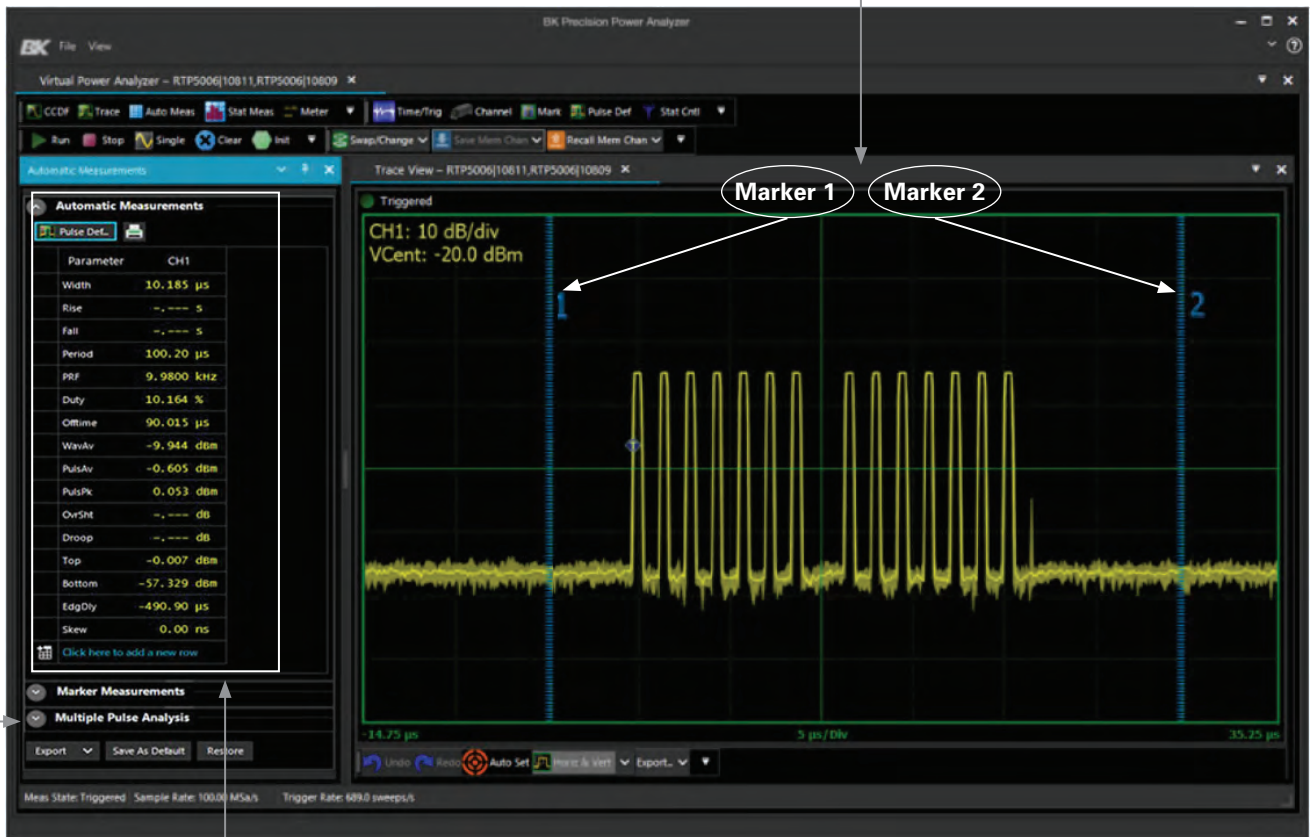 BK Precision Power Analyzer
BK File View
Virtual Power Analyzer – RTP5006|10811,RTP5006|10809
CCDF Trace Auto Meas Stat Meas Meter Time/Trig Channel Mark Pulse Def Stat Cntl
Run Stop Single Clear Init Swap/Change Save Mem Chan Recall Mem Chan
Automatic Measurements
Trace View – RTP5006|10811,RTP5006|10809
Automatic Measurements
Pulse Def...
Parameter CH1
Width 10.185 µs
Rise -.--- s
Fall -.--- s
Period 100.20 µs
PRF 9.9800 kHz
Duty 10.164 %
Offtime 90.015 µs
WavAv -9.944 dBm
PulsAv -0.605 dBm
PulsPk 0.053 dBm
OvrSht -.--- dB
Droop -.--- dB
Top -0.007 dBm
Bottom -57.329 dBm
EdgDly -490.90 µs
Skew 0.00 ns
Click here to add a new row
Marker Measurements
Multiple Pulse Analysis
Export Save As Default Restore
Triggered
Marker 1 Marker 2
CH1: 10 dB/div
VCent: -20.0 dBm
1 2
-14.75 µs 5 µs/Div 35.25 µs
Undo Redo Auto Set Horiz & Vert Export...
Meas State: Triggered Sample Rate: 100.00 MSa/s Trigger Rate: 689.0 sweeps/s